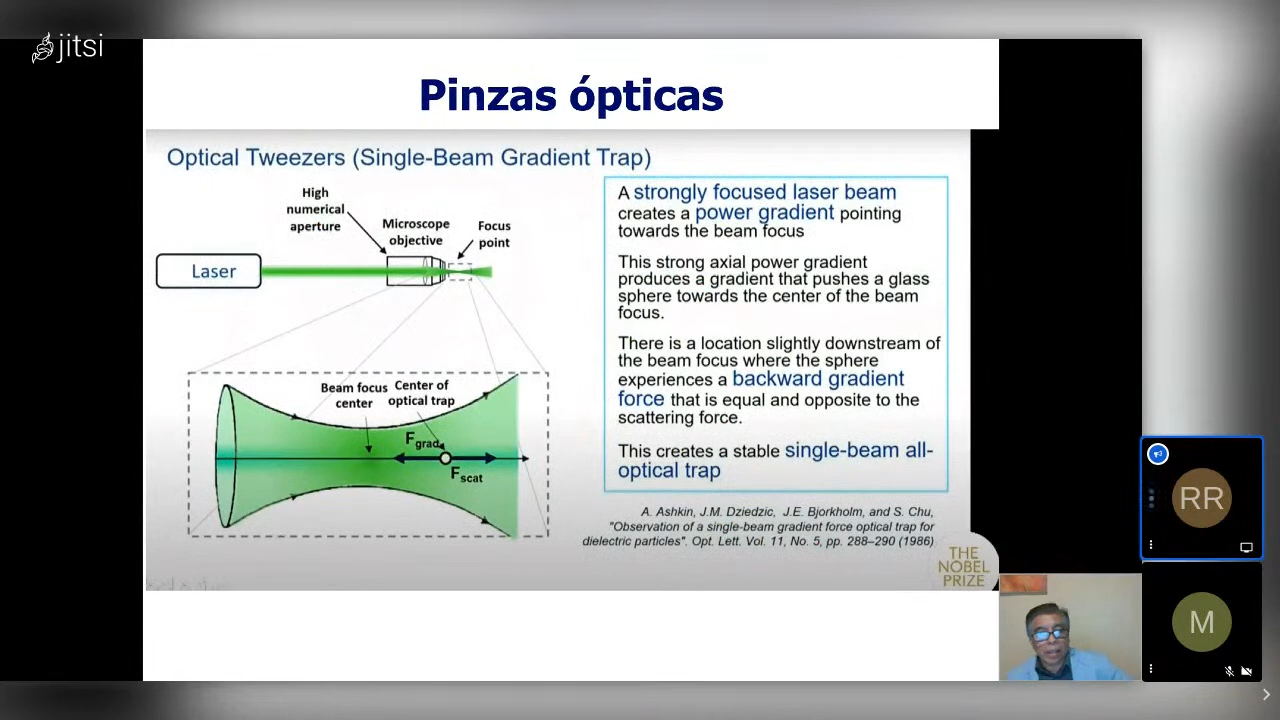 jitsi
Pinzas ópticas
Optical Tweezers (Single-Beam Gradient Trap)
High
numerical
aperture
Microscope
objective
Focus
point
Laser
Beam focus
center
Center of
optical trap
Fgrad
Fscat
A strongly focused laser beam
creates a power gradient pointing
towards the beam focus
This strong axial power gradient
produces a gradient that pushes a glass
sphere towards the center of the beam
focus.
There is a location slightly downstream of
the beam focus where the sphere
experiences a backward gradient
force that is equal and opposite to the
scattering force.
This creates a stable single-beam all-
optical trap
A. Ashkin, J.M. Dziedzic, J.E. Bjorkholm, and S. Chu,
"Observation of a single-beam gradient force optical trap for
dielectric particles". Opt. Lett. Vol. 11, No. 5, pp. 288–290 (1986)
THE
NOBEL
PRIZE
RR
M